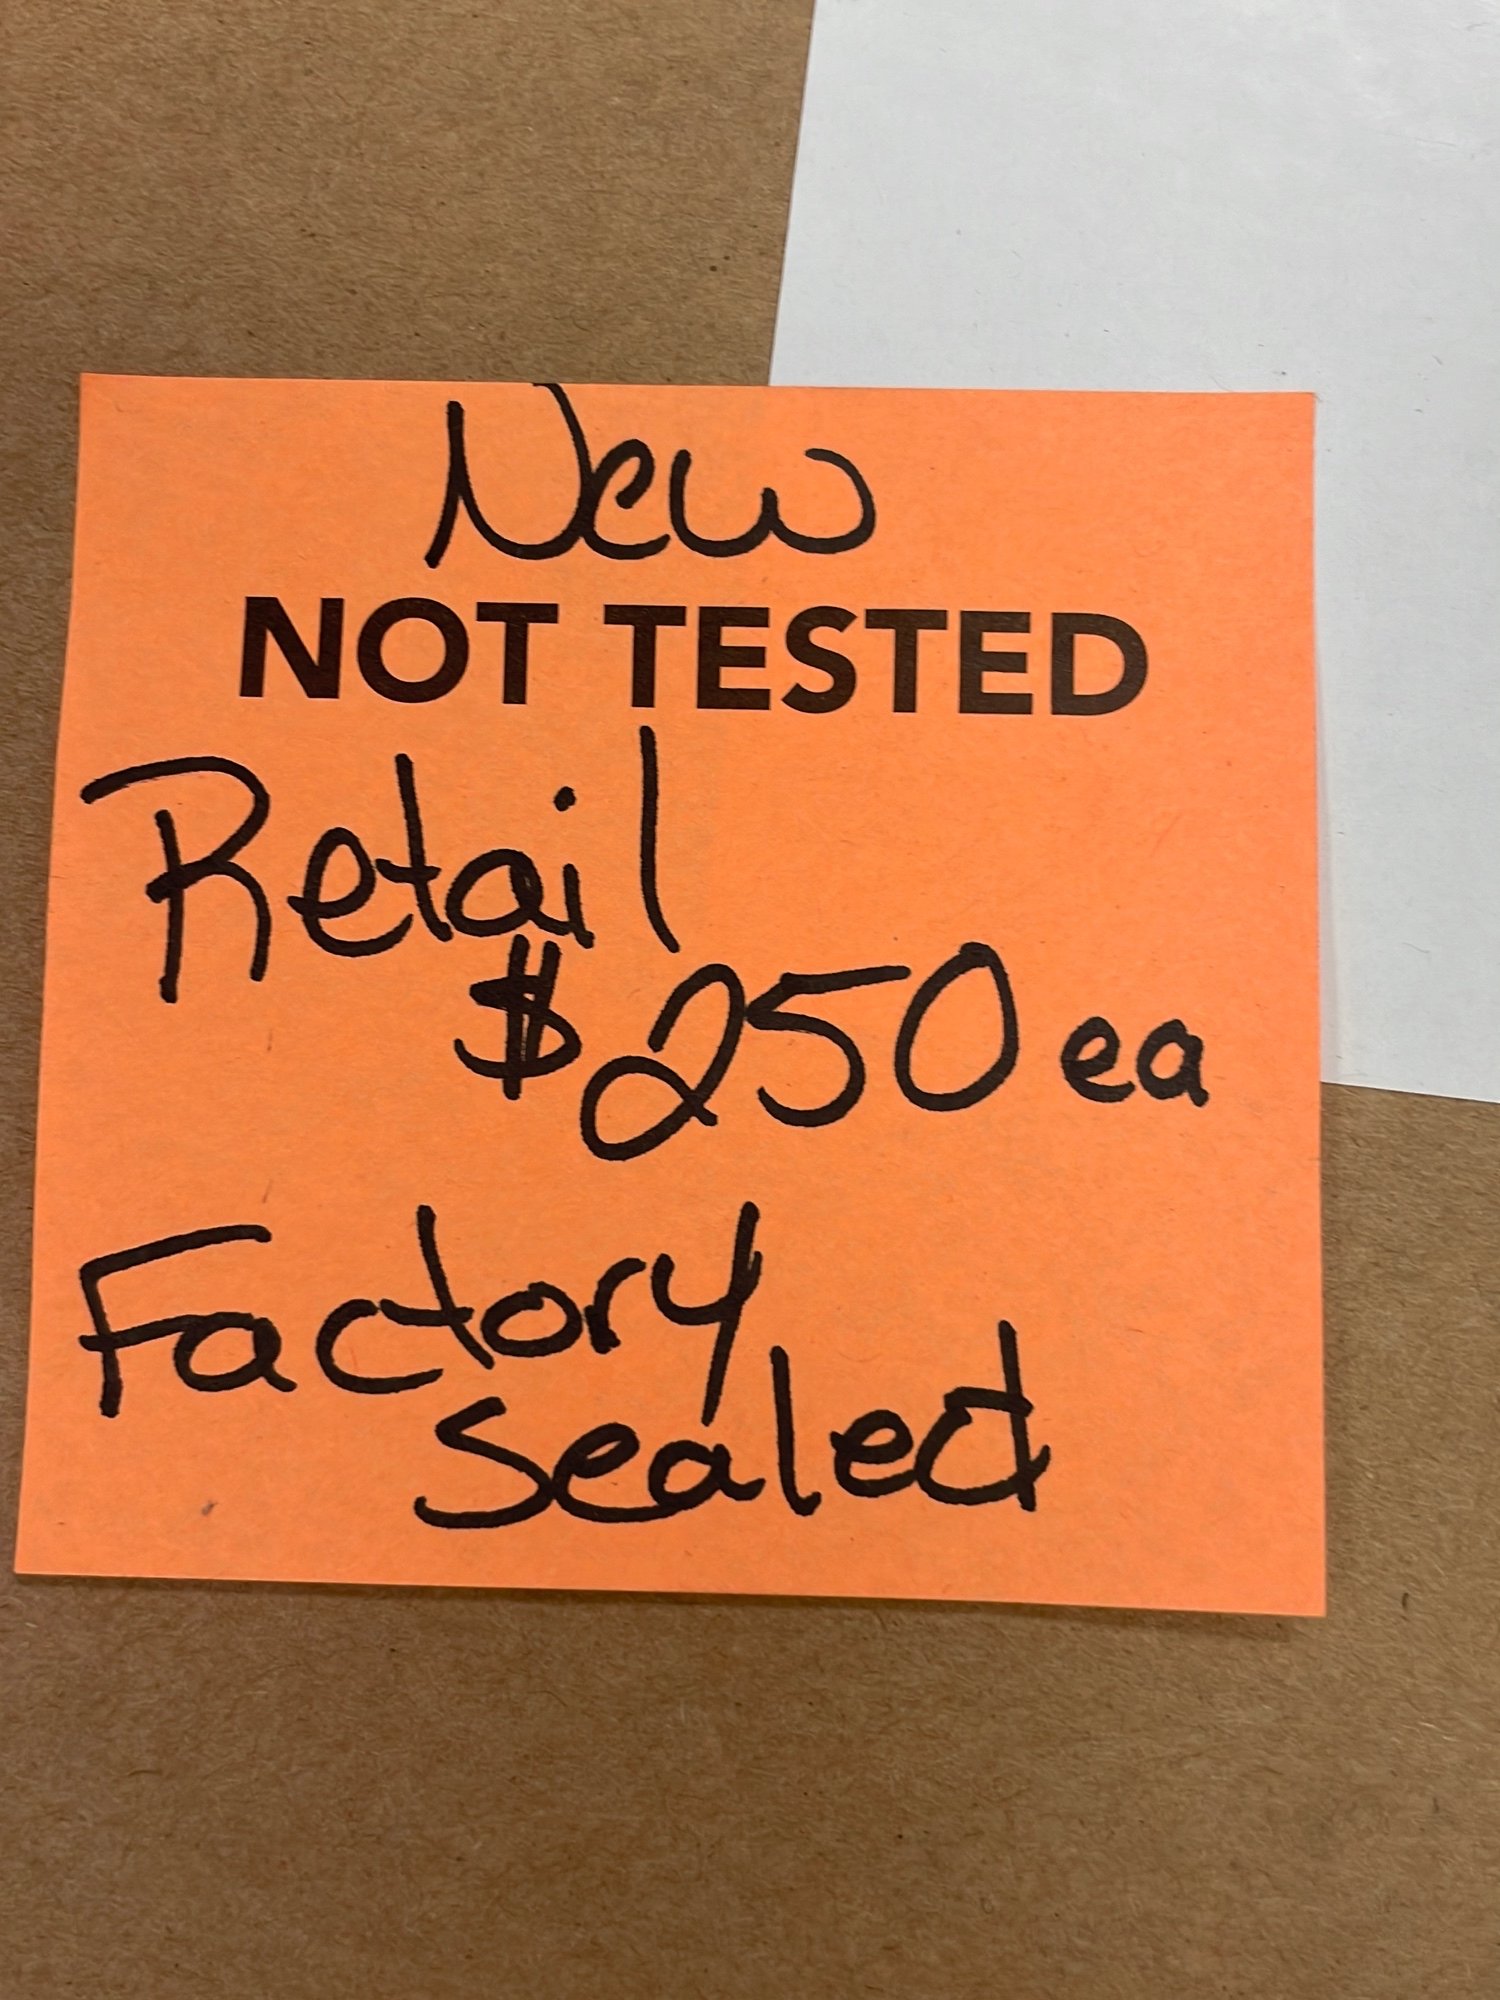 New
NOT TESTED
Retail
$250 ea
Factory
sealed